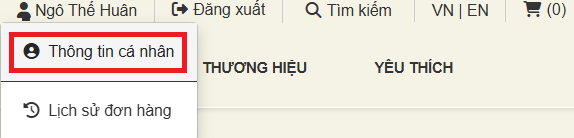 Ngô Thế Huân Đăng xuất Tìm kiếm VN | EN (0)
Thông tin cá nhân
THƯƠNG HIỆU YÊU THÍCH
Lịch sử đơn hàng